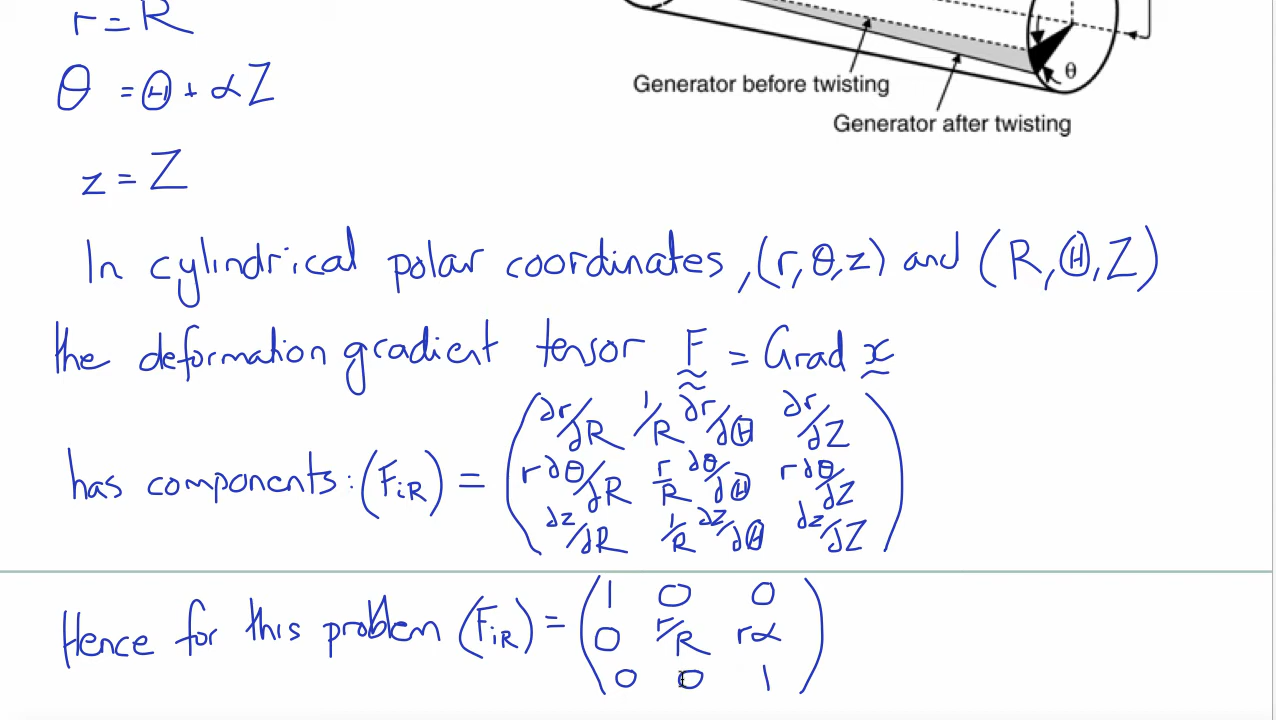 r = R
θ = Θ + αZ
z = Z
Generator before twisting
θ
Generator after twisting
In cylindrical polar coordinates, (r, θ, z) and (R, Θ, Z)
the deformation gradient tensor F = Grad x
has components: (FiR) =
∂r/∂R 1/R ∂r/∂Θ ∂r/∂Z
r ∂θ/∂R r/R ∂θ/∂Θ r ∂θ/∂Z
∂z/∂R 1/R ∂z/∂Θ ∂z/∂Z
Hence for this problem (FiR) =
1 0 0
0 r/R rα
0 0 1